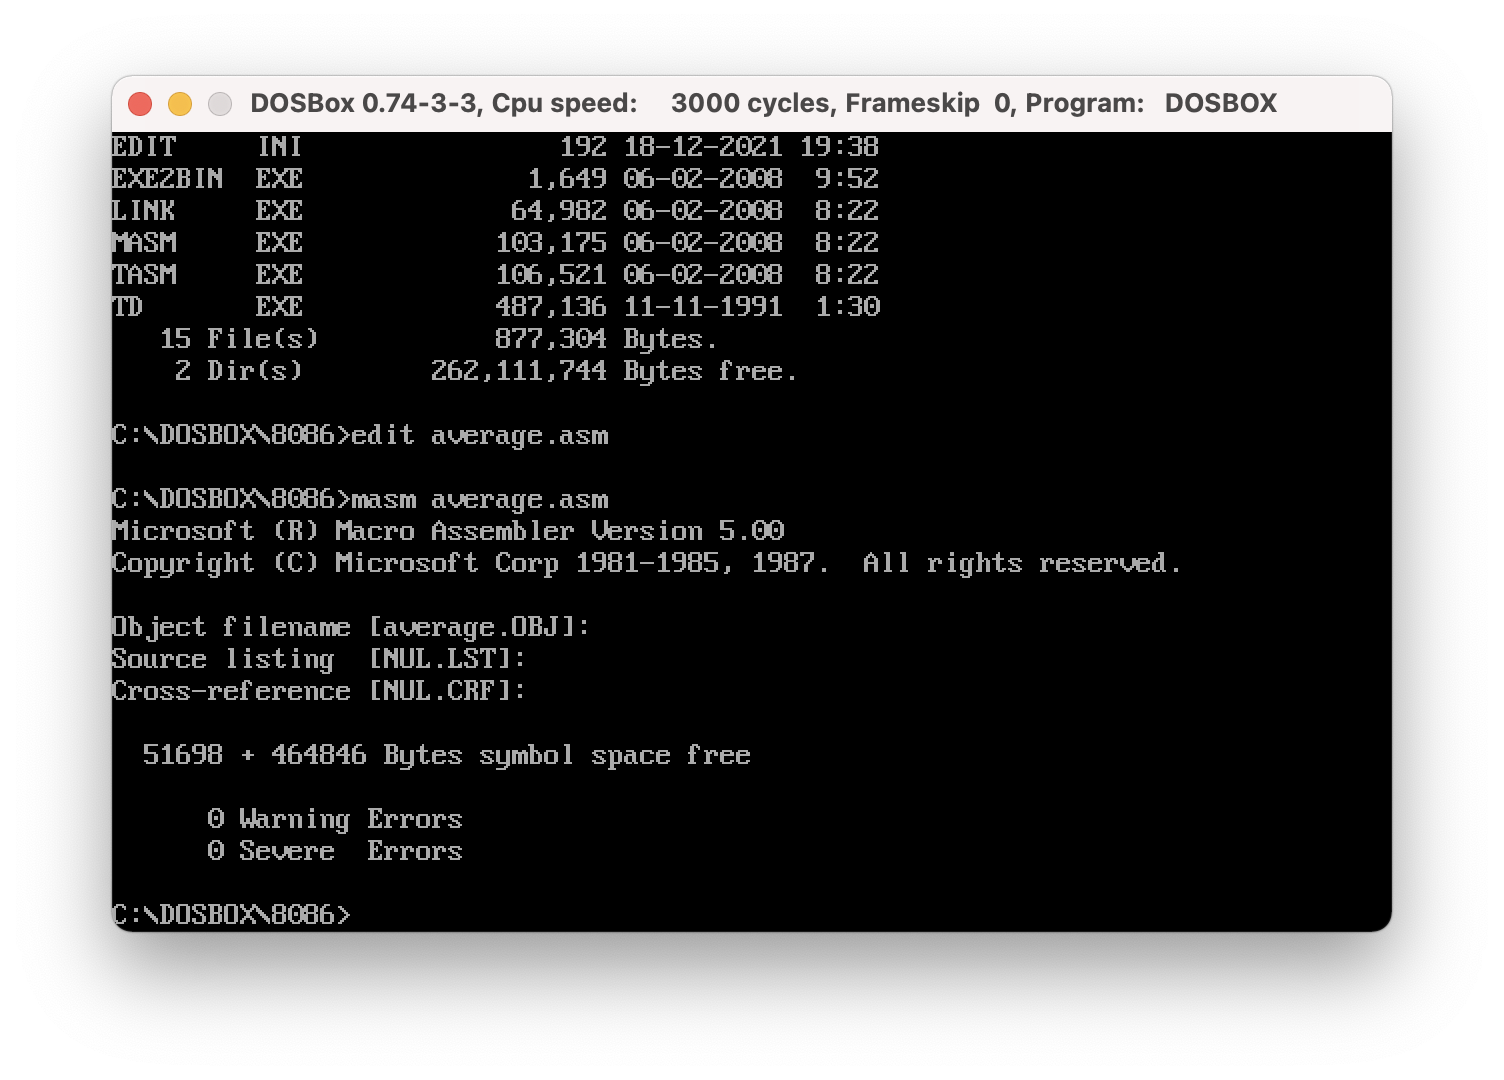 DOSBox 0.74-3-3, Cpu speed:    3000 cycles, Frameskip  0, Program:   DOSBOX
EDIT     INI                192 18-12-2021 19:38
EXE2BIN  EXE              1,649 06-02-2008  9:52
LINK     EXE             64,982 06-02-2008  8:22
MASM     EXE            103,175 06-02-2008  8:22
TASM     EXE            106,521 06-02-2008  8:22
TD       EXE            487,136 11-11-1991  1:30
   15 File(s)           877,304 Bytes.
    2 Dir(s)        262,111,744 Bytes free.
C:\DOSBOX\8086>edit average.asm
C:\DOSBOX\8086>masm average.asm
Microsoft (R) Macro Assembler Version 5.00
Copyright (C) Microsoft Corp 1981-1985, 1987.  All rights reserved.
Object filename [average.OBJ]:
Source listing  [NUL.LST]:
Cross-reference [NUL.CRF]:
  51698 + 464846 Bytes symbol space free
      0 Warning Errors
      0 Severe  Errors
C:\DOSBOX\8086>